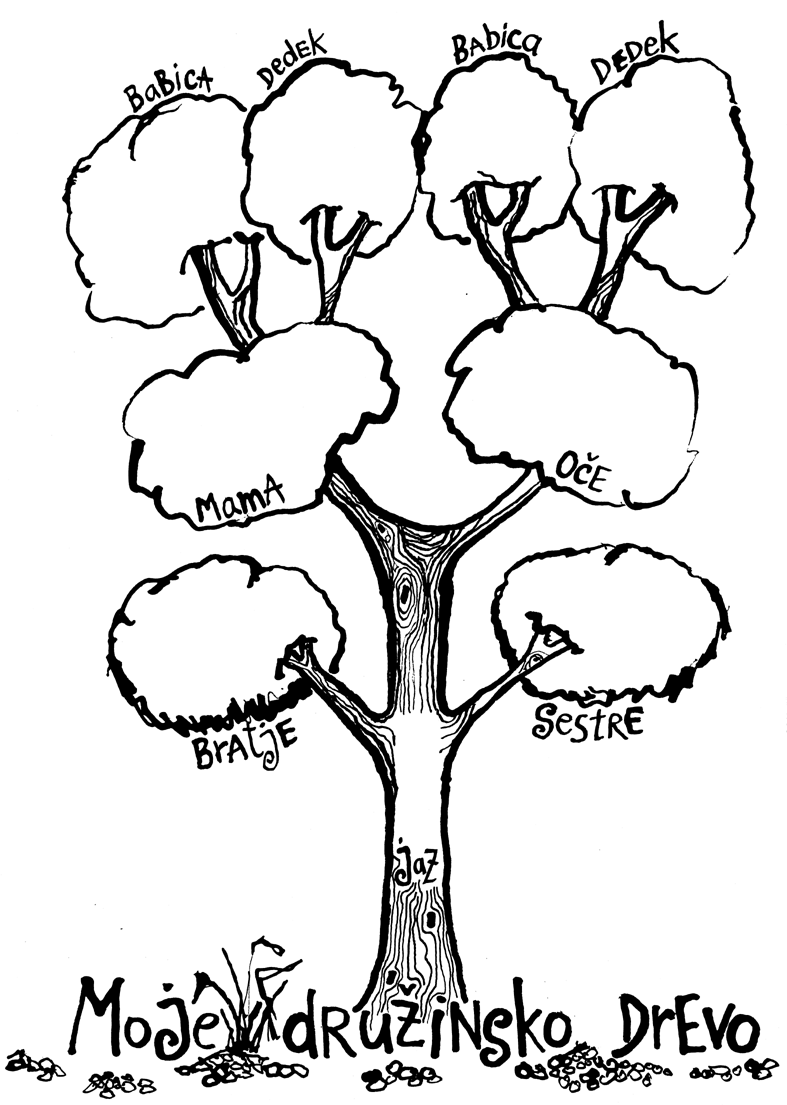 BaBicA
DedEK
BAbica
DEDek
MamA
OČE
BrAtjE
SestRE
jaZ
Moje dRužiNsko DrEvo